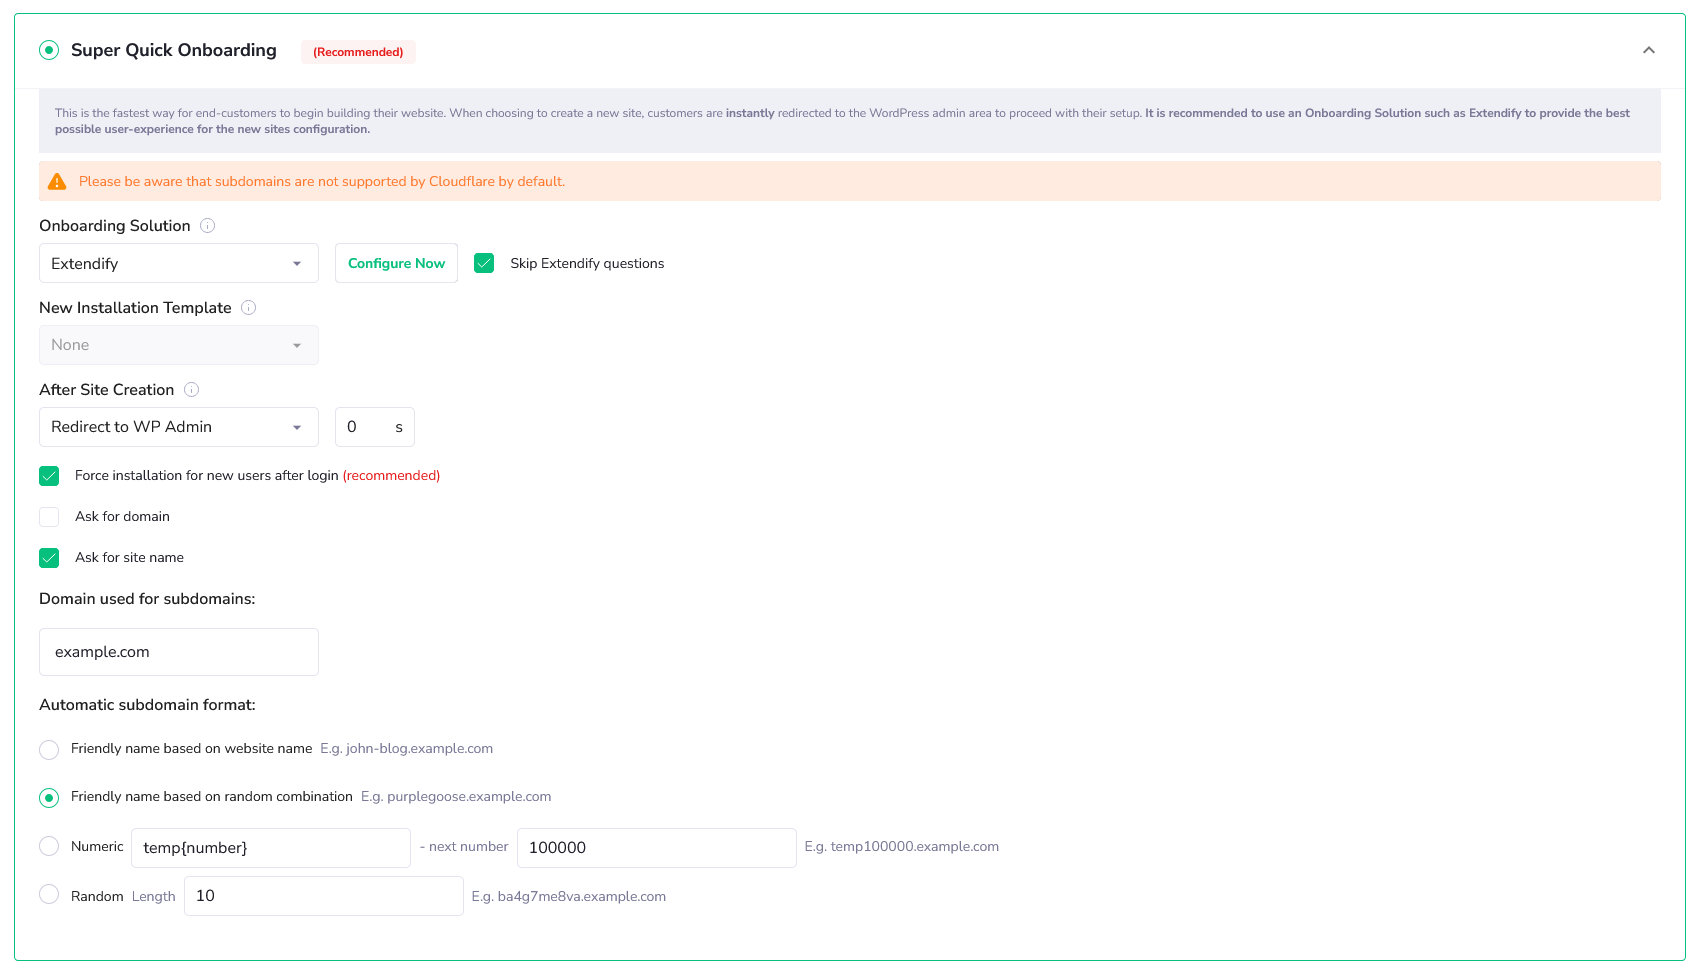 Super Quick Onboarding (Recommended)
This is the fastest way for end-customers to begin building their website. When choosing to create a new site, customers are instantly redirected to the WordPress admin area to proceed with their setup. It is recommended to use an Onboarding Solution such as Extendify to provide the best
possible user-experience for the new sites configuration.
Please be aware that subdomains are not supported by Cloudflare by default.
Onboarding Solution
Extendify Configure Now Skip Extendify questions
New Installation Template
None
After Site Creation
Redirect to WP Admin 0 s
Force installation for new users after login (recommended)
Ask for domain
Ask for site name
Domain used for subdomains:
example.com
Automatic subdomain format:
Friendly name based on website name E.g. john-blog.example.com
Friendly name based on random combination E.g. purplegoose.example.com
Numeric temp{number} - next number 100000 E.g. temp100000.example.com
Random Length 10 E.g. ba4g7me8va.example.com